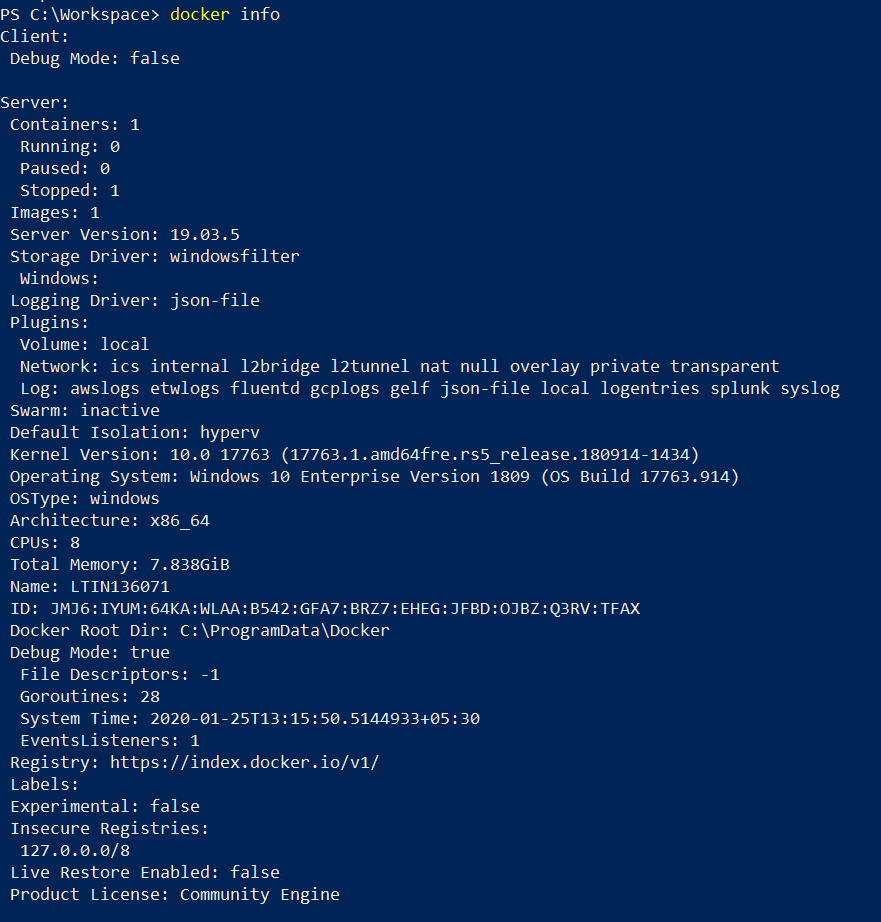 PS C:\Workspace> docker info
Client:
 Debug Mode: false

Server:
 Containers: 1
  Running: 0
  Paused: 0
  Stopped: 1
 Images: 1
 Server Version: 19.03.5
 Storage Driver: windowsfilter
  Windows:
 Logging Driver: json-file
 Plugins:
  Volume: local
  Network: ics internal l2bridge l2tunnel nat null overlay private transparent
  Log: awslogs etwlogs fluentd gcplogs gelf json-file local logentries splunk syslog
 Swarm: inactive
 Default Isolation: hyperv
 Kernel Version: 10.0 17763 (17763.1.amd64fre.rs5_release.180914-1434)
 Operating System: Windows 10 Enterprise Version 1809 (OS Build 17763.914)
 OSType: windows
 Architecture: x86_64
 CPUs: 8
 Total Memory: 7.838GiB
 Name: LTIN136071
 ID: JMJ6:IYUM:64KA:WLAA:B542:GFA7:BRZ7:EHEG:JFBD:OJBZ:Q3RV:TFAX
 Docker Root Dir: C:\ProgramData\Docker
 Debug Mode: true
  File Descriptors: -1
  Goroutines: 28
  System Time: 2020-01-25T13:15:50.5144933+05:30
  EventsListeners: 1
 Registry: https://index.docker.io/v1/
 Labels:
 Experimental: false
 Insecure Registries:
  127.0.0.0/8
 Live Restore Enabled: false
 Product License: Community Engine